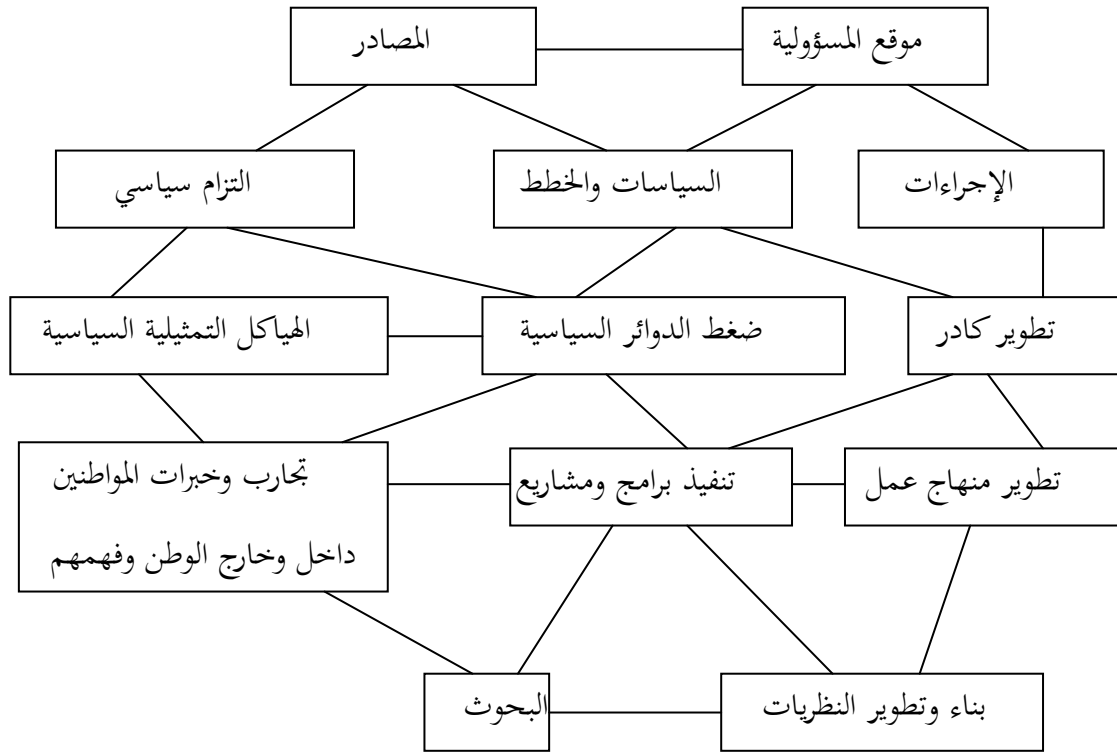 موقع المسؤولية
المصادر
الإجراءات
السياسات والخطط
التزام سياسي
تطوير كادر
ضغط الدوائر السياسية
الهياكل التمثيلية السياسية
تطوير منهاج عمل
تنفيذ برامج ومشاريع
تجارب وخبرات المواطنين
داخل وخارج الوطن وفهمهم
بناء وتطوير النظريات
البحوث